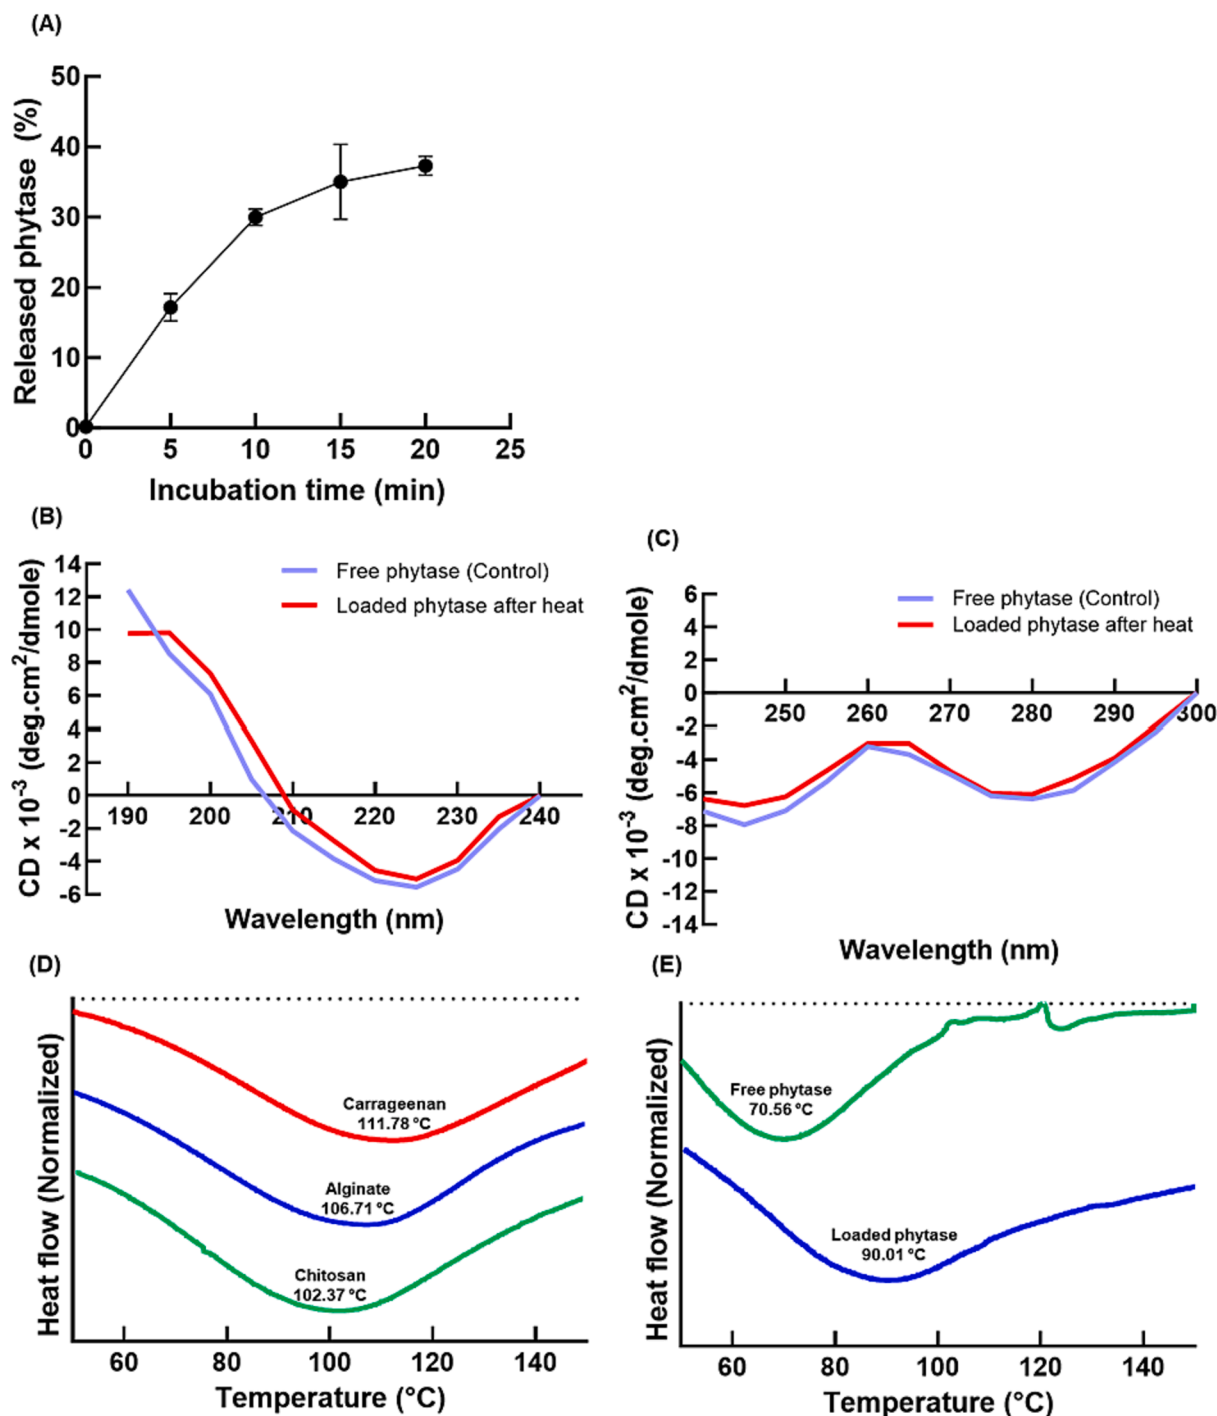 (A)
50
40
30
20
10
0
Released phytase (%)
0 5 10 15 20 25
Incubation time (min)
(B)
14
12
10
8
6
4
2
0
-2
-4
-6
CD x 10⁻³ (deg.cm²/dmole)
Free phytase (Control)
Loaded phytase after heat
190 200 210 220 230 240
Wavelength (nm)
(C)
6
4
2
0
-2
-4
-6
-8
-10
-12
-14
CD x 10⁻³ (deg.cm²/dmole)
Free phytase (Control)
Loaded phytase after heat
250 260 270 280 290 300
Wavelength (nm)
(D)
Heat flow (Normalized)
Carrageenan
111.78 °C
Alginate
106.71 °C
Chitosan
102.37 °C
60 80 100 120 140
Temperature (°C)
(E)
Heat flow (Normalized)
Free phytase
70.56 °C
Loaded phytase
90.01 °C
60 80 100 120 140
Temperature (°C)